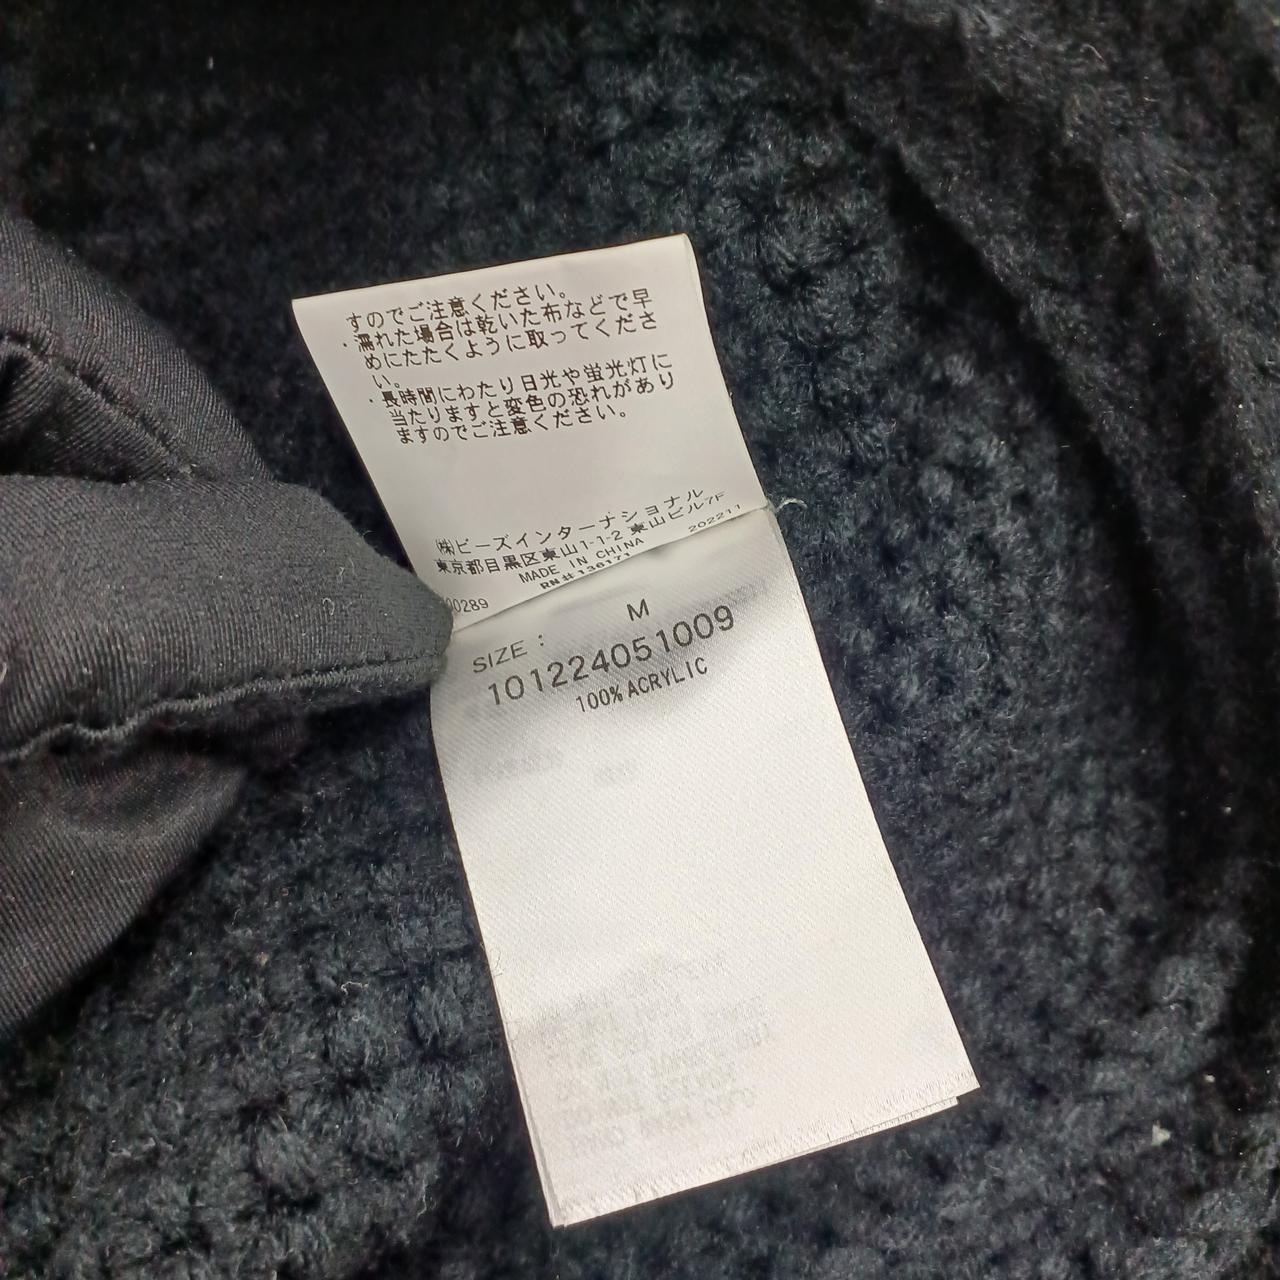 すのでご注意ください。
・濡れた場合は乾いた布などで早
めにたたくように取ってくださ
い。
・長時間にわたり日光や蛍光灯に
当たりますと変色の恐れがあり
ますのでご注意ください。
㈱ビーズインターナショナル
東京都目黒区東山1-1-2 東山ビル7F
MADE IN CHINA 202211
RN#136171
00289
SIZE: M
101224051009
100% ACRYLIC